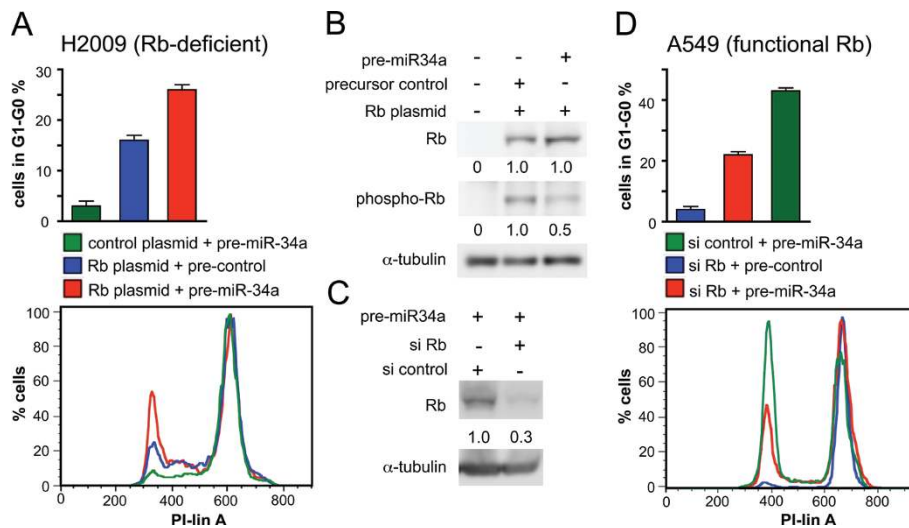 A
H2009 (Rb-deficient)
cells in G1-G0 %
30
20
10
0
control plasmid + pre-miR-34a
Rb plasmid + pre-control
Rb plasmid + pre-miR-34a
% cells
100
80
60
40
20
0
0 200 400 600 800
PI-lin A
B
pre-miR34a - - +
precursor control - + -
Rb plasmid - + +
Rb
0 1.0 1.0
phospho-Rb
0 1.0 0.5
α-tubulin
C
pre-miR34a + +
si Rb - +
si control + -
Rb
1.0 0.3
α-tubulin
D
A549 (functional Rb)
cells in G1-G0 %
40
20
0
si control + pre-miR-34a
si Rb + pre-control
si Rb + pre-miR-34a
% cells
100
80
60
40
20
0
0 200 400 600 800
PI-lin A